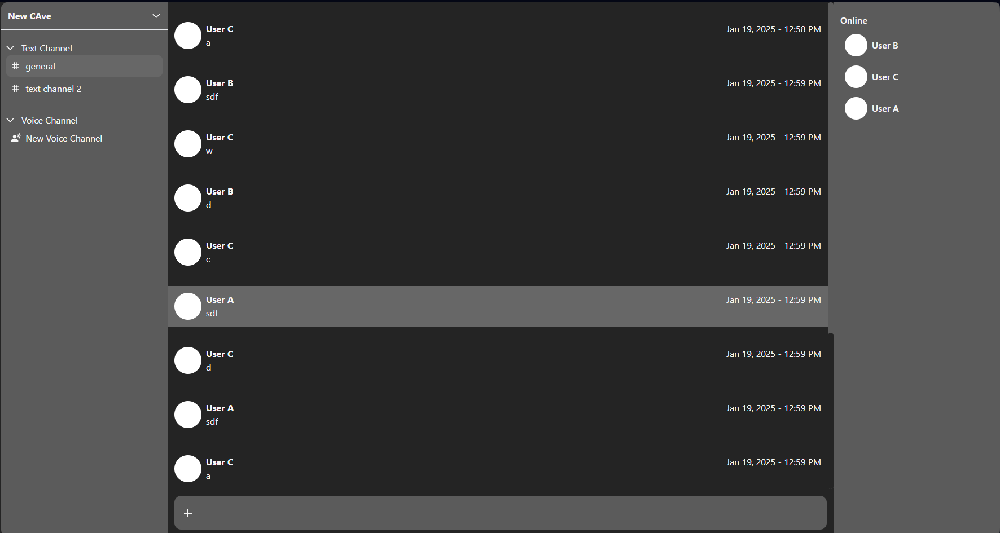 New CAve
Text Channel
general
text channel 2
Voice Channel
New Voice Channel
User C Jan 19, 2025 - 12:58 PM
a
User B Jan 19, 2025 - 12:59 PM
sdf
User C Jan 19, 2025 - 12:59 PM
w
User B Jan 19, 2025 - 12:59 PM
d
User C Jan 19, 2025 - 12:59 PM
c
User A Jan 19, 2025 - 12:59 PM
sdf
User C Jan 19, 2025 - 12:59 PM
d
User A Jan 19, 2025 - 12:59 PM
sdf
User C Jan 19, 2025 - 12:59 PM
a
Online
User B
User C
User A